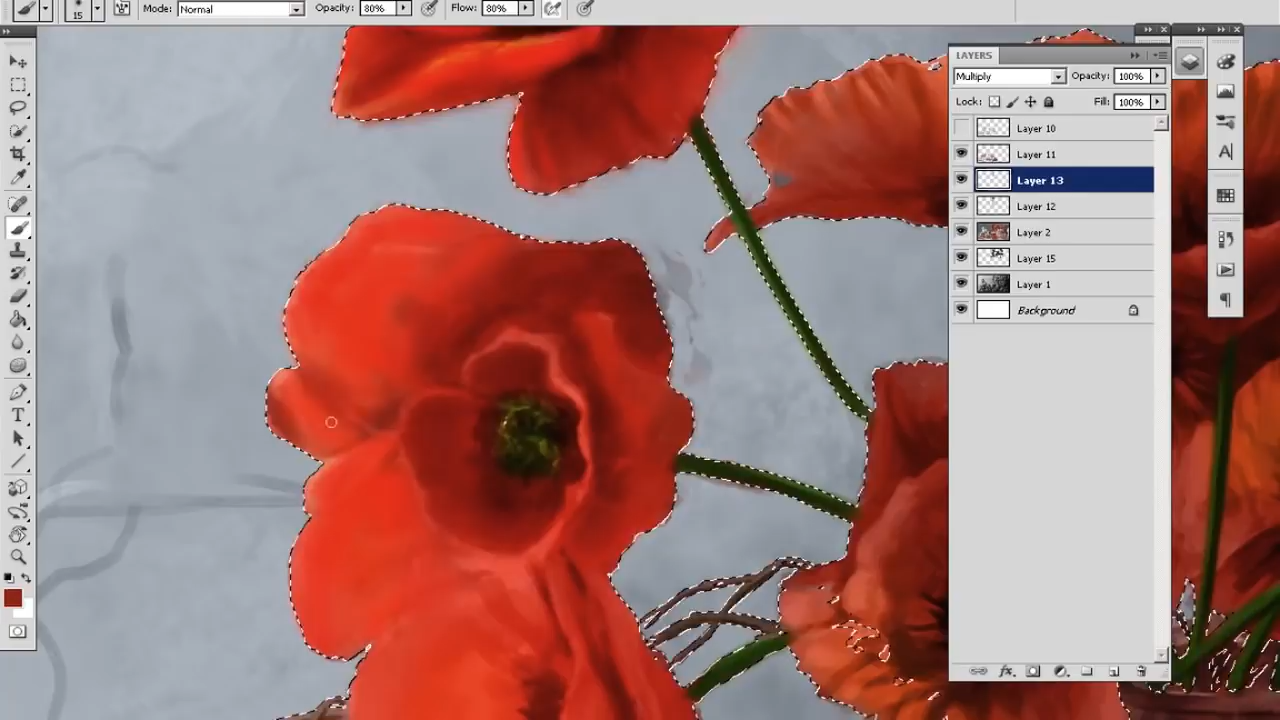 15 Mode: Normal Opacity: 80% Flow: 80%
LAYERS
Multiply Opacity: 100%
Lock: Fill: 100%
Layer 10
Layer 11
Layer 13
Layer 12
Layer 2
Layer 15
Layer 1
Background